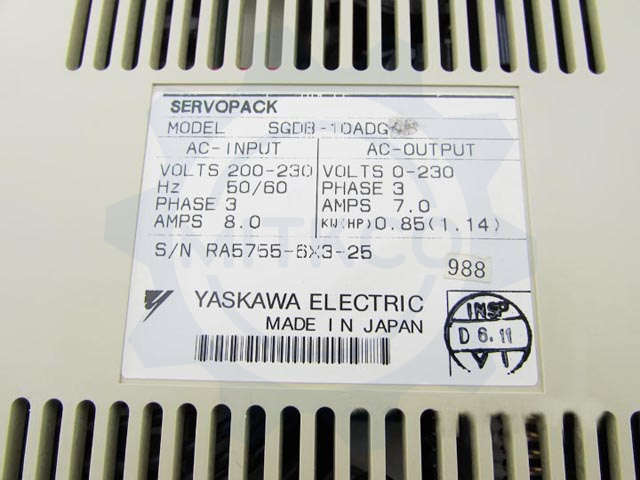 SERVOPACK
MODEL SGDB-10ADG
AC-INPUT AC-OUTPUT
VOLTS 200-230 VOLTS 0-230
Hz 50/60 PHASE 3
PHASE 3 AMPS 7.0
AMPS 8.0 KW(HP)0.85(1.14)
S/N RA5755-6X3-25
988
YASKAWA ELECTRIC
MADE IN JAPAN
INSP
D 6.11
VI